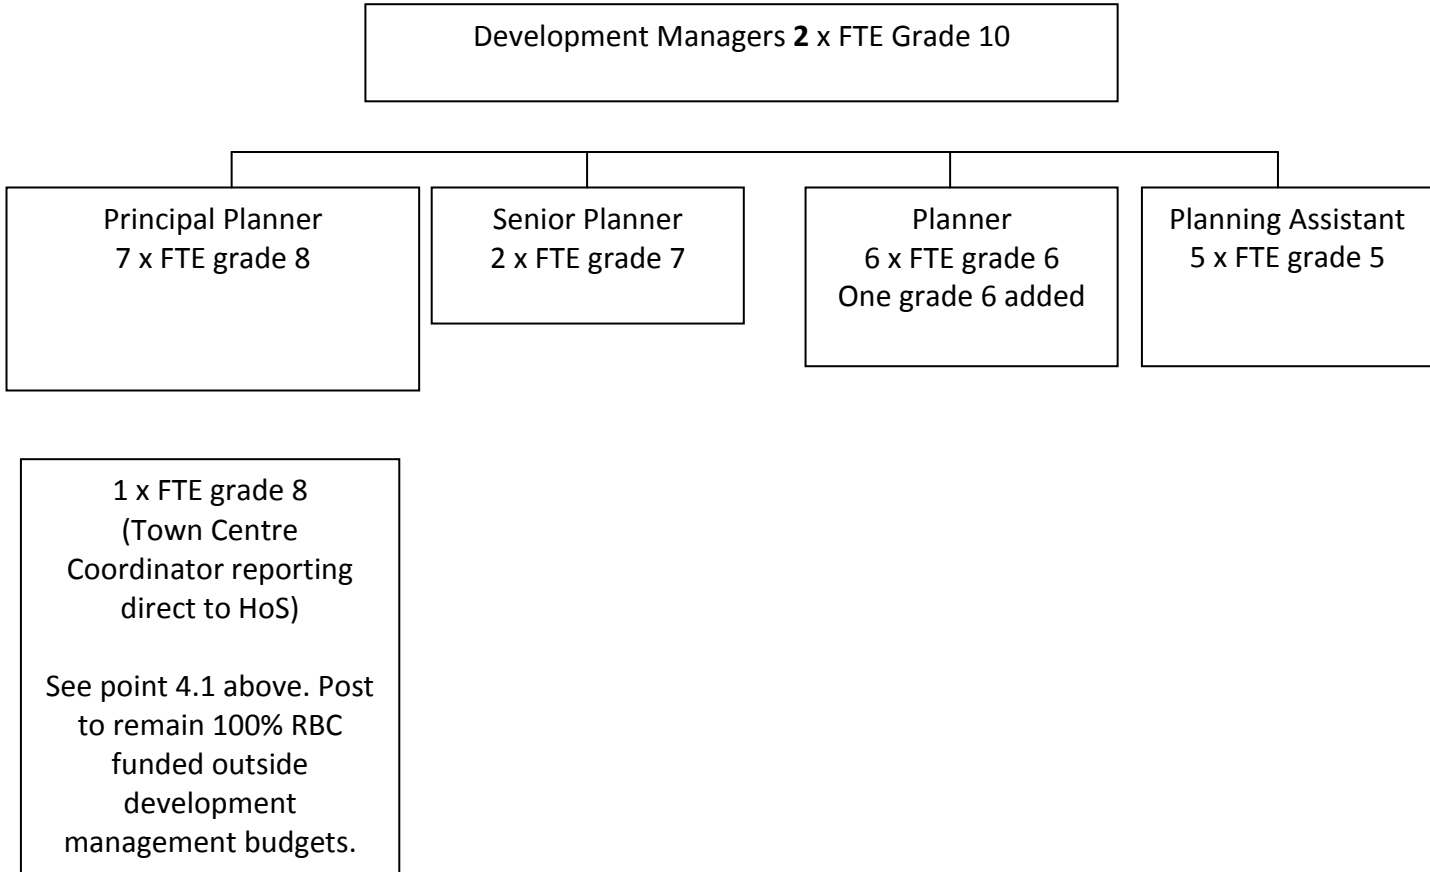 Development Managers 2 x FTE Grade 10
Principal Planner
7 x FTE grade 8
Senior Planner
2 x FTE grade 7
Planner
6 x FTE grade 6
One grade 6 added
Planning Assistant
5 x FTE grade 5
1 x FTE grade 8
(Town Centre
Coordinator reporting
direct to HoS)
See point 4.1 above. Post
to remain 100% RBC
funded outside
development
management budgets.